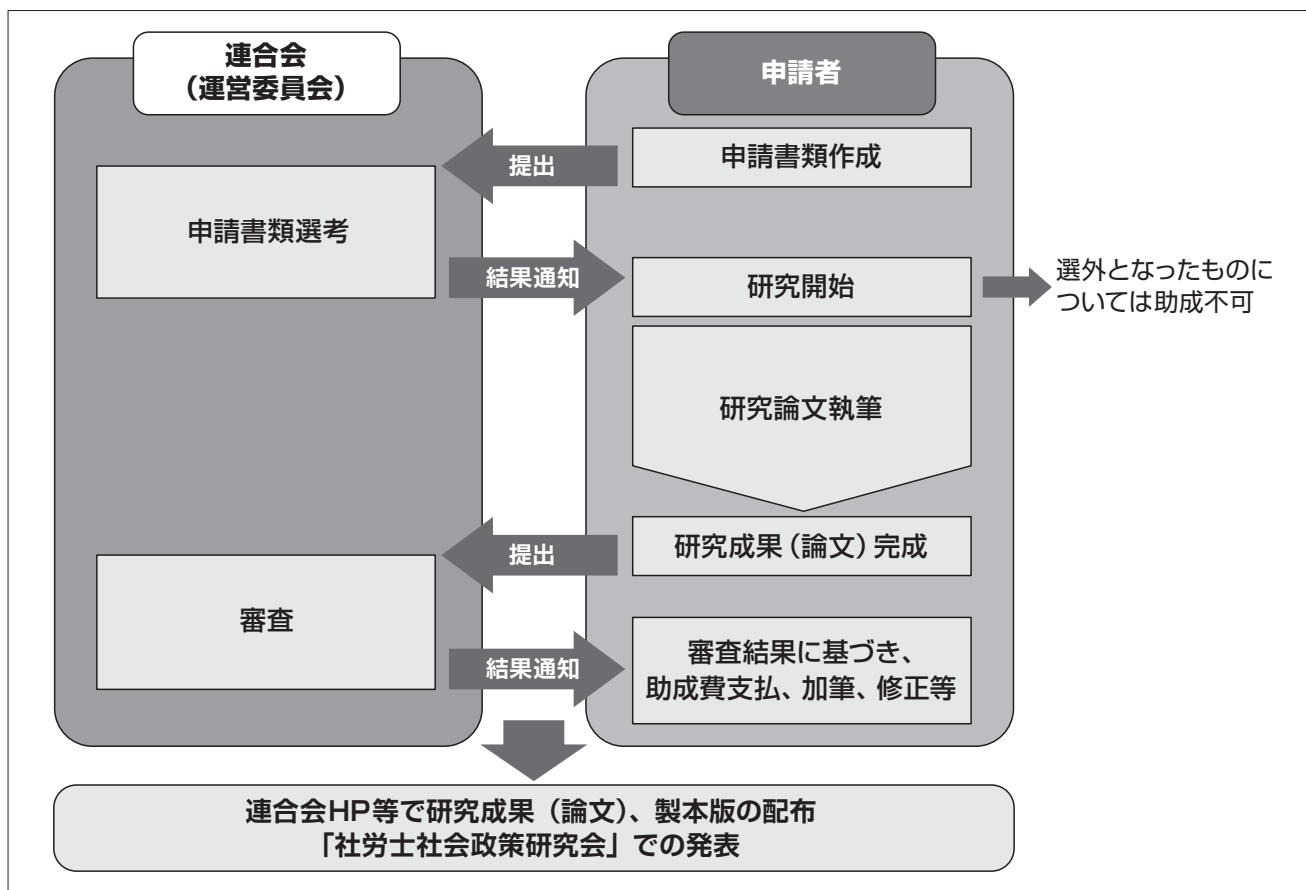 連合会
(運営委員会)
申請者
申請書類作成
提出
申請書類選考
結果通知
研究開始
選外となったものに
ついては助成不可
研究論文執筆
研究成果(論文)完成
提出
審査
結果通知
審査結果に基づき、
助成費支払、加筆、修正等
連合会HP等で研究成果(論文)、製本版の配布
「社労士社会政策研究会」での発表